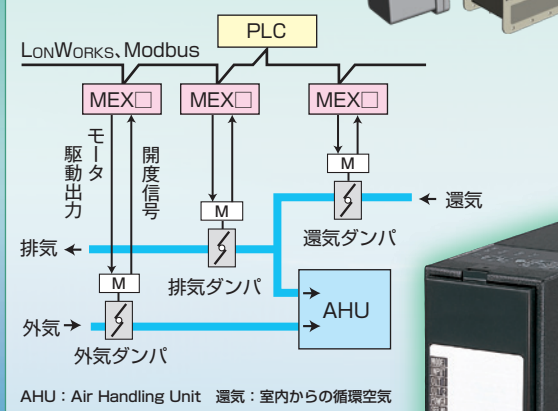 PLC
LONWORKS、Modbus
MEX□
MEX□
MEX□
モータ
駆動出力
開度信号
M
還気
M
還気ダンパ
排気
M
排気ダンパ
AHU
外気
外気ダンパ
AHU：Air Handling Unit　還気：室内からの循環空気